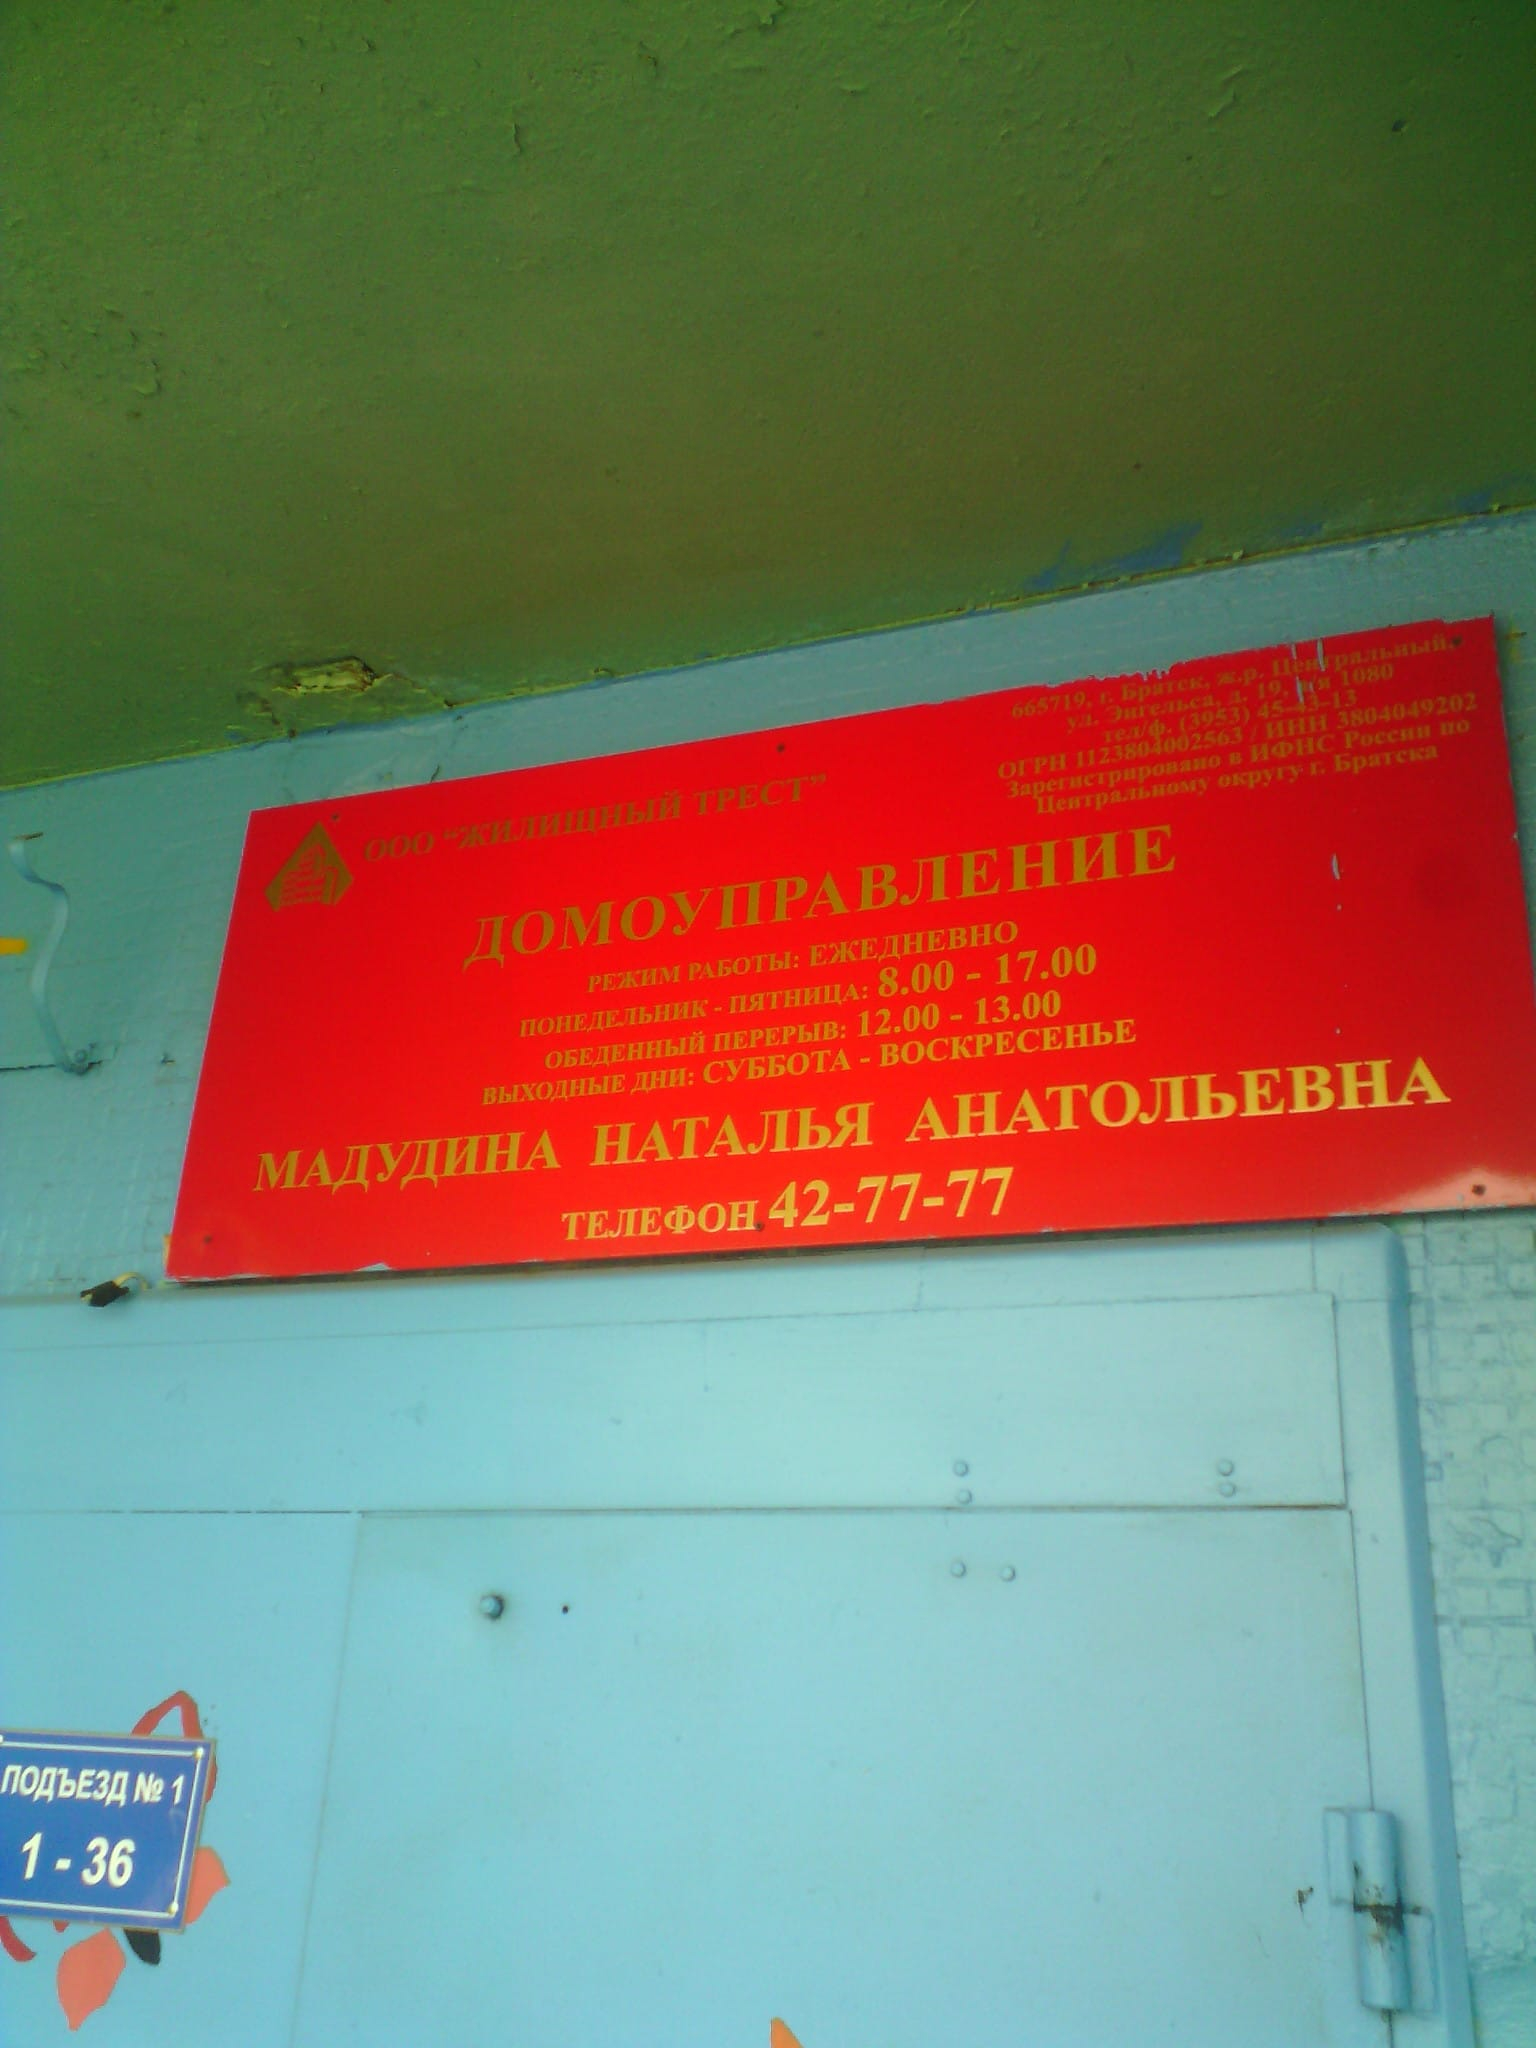 665719, г. Братск, ж.р. Центральный,
ул. Энгельса, д. 19, а/я 1080
тел/ф. (3953) 45-43-13
ОГРН 1123804002563 / ИНН 3804049202
Зарегистрировано в ИФНС России по
Центральному округу г. Братска
ООО “ЖИЛИЩНЫЙ ТРЕСТ”
ДОМОУПРАВЛЕНИЕ
РЕЖИМ РАБОТЫ: ЕЖЕДНЕВНО
ПОНЕДЕЛЬНИК - ПЯТНИЦА: 8.00 - 17.00
ОБЕДЕННЫЙ ПЕРЕРЫВ: 12.00 - 13.00
ВЫХОДНЫЕ ДНИ: СУББОТА - ВОСКРЕСЕНЬЕ
МАДУДИНА НАТАЛЬЯ АНАТОЛЬЕВНА
ТЕЛЕФОН 42-77-77
ПОДЪЕЗД № 1
1 - 36